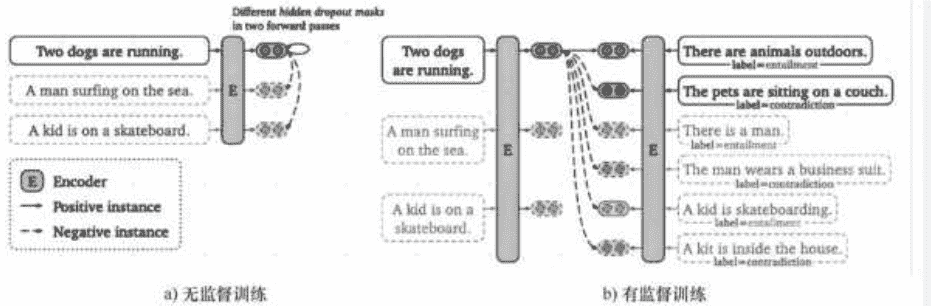 Different hidden dropout masks
in two forward passes
Two dogs are running.
A man surfing on the sea.
A kid is on a skateboard.
E
E Encoder
Positive instance
Negative instance
a) 无监督训练
Two dogs
are running.
A man surfing
on the sea.
A kid is on a
skateboard.
E
E
There are animals outdoors.
label=entailment
The pets are sitting on a couch.
label=contradiction
There is a man.
label=entailment
The man wears a business suit.
label=contradiction
A kid is skateboarding.
label=entailment
A kit is inside the house.
label=contradiction
b) 有监督训练